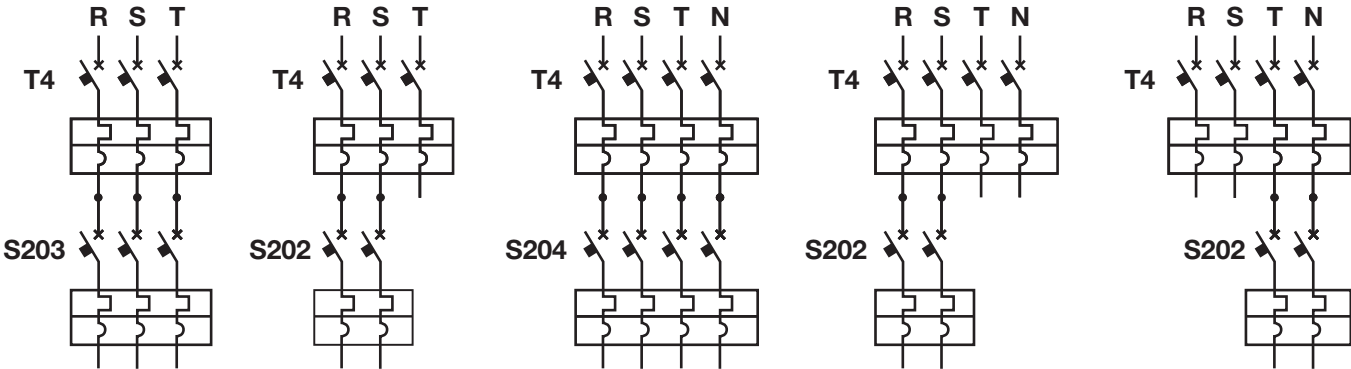 R S T R S T R S T N R S T N R S T N
T4 T4 T4 T4 T4
S203 S202 S204 S202 S202